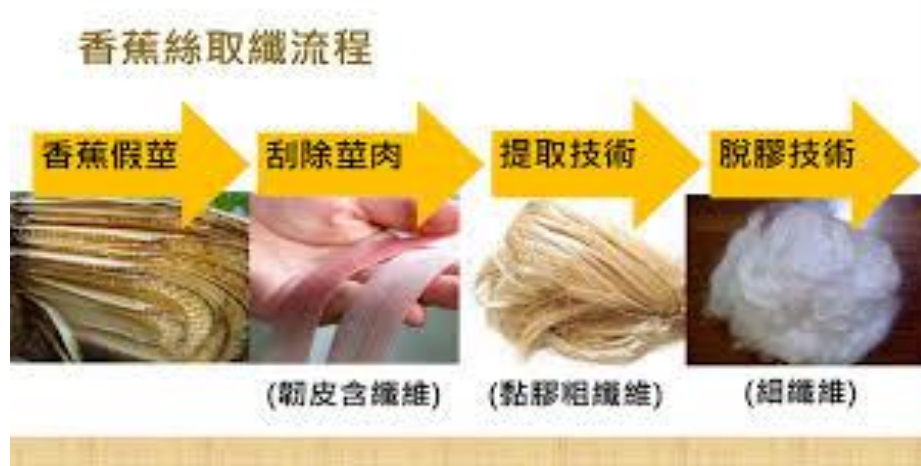 香蕉絲取纖流程
香蕉假莖
刮除莖肉
提取技術
脫膠技術
(韌皮含纖維)
(黏膠粗纖維)
(細纖維)